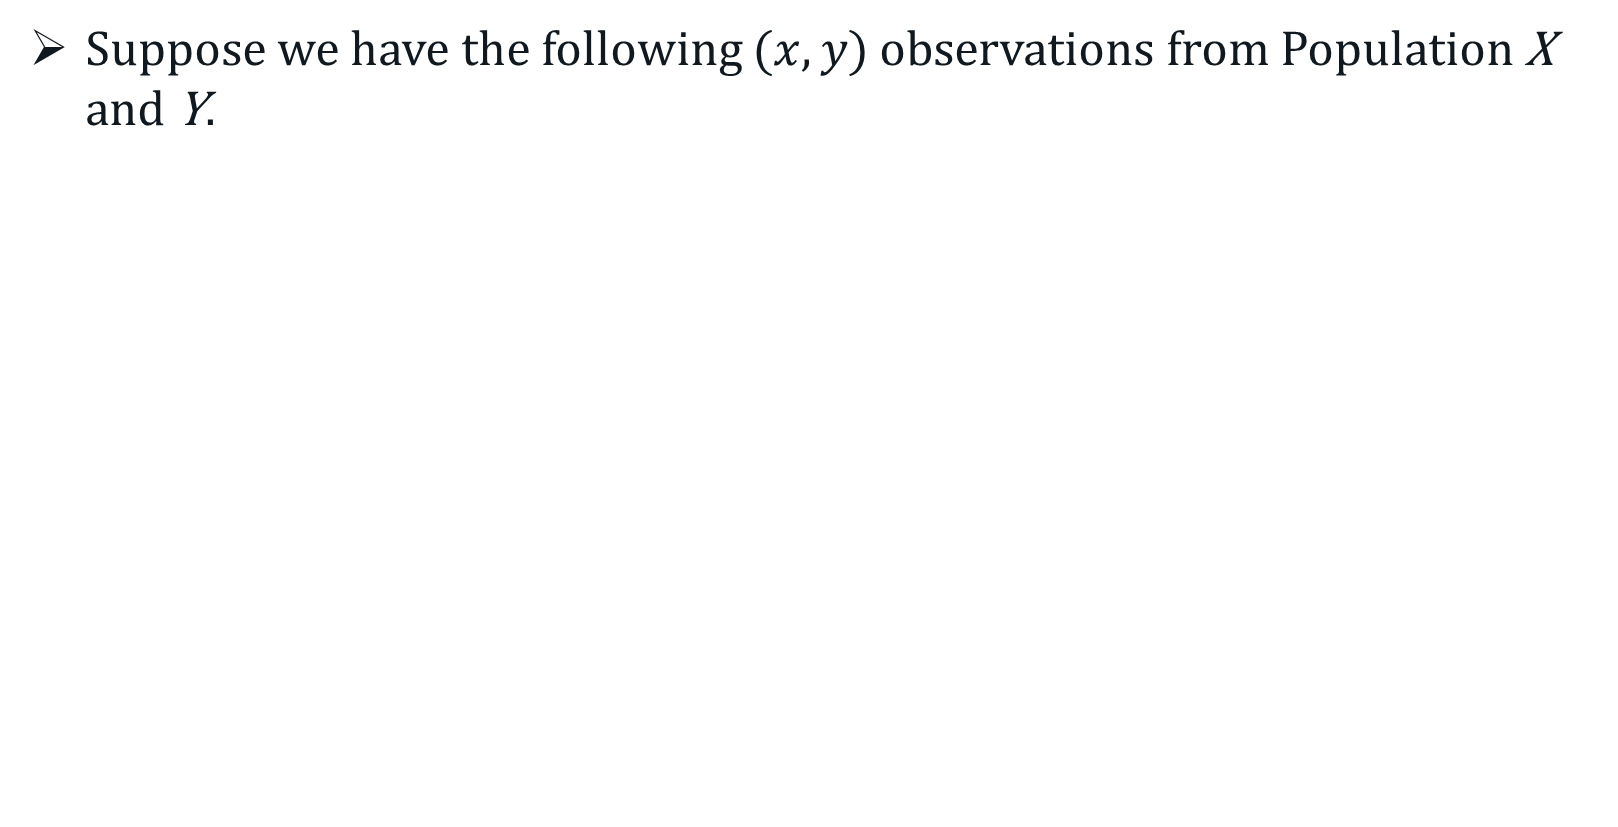 ➢ Suppose we have the following (x, y) observations from Population X
and Y.